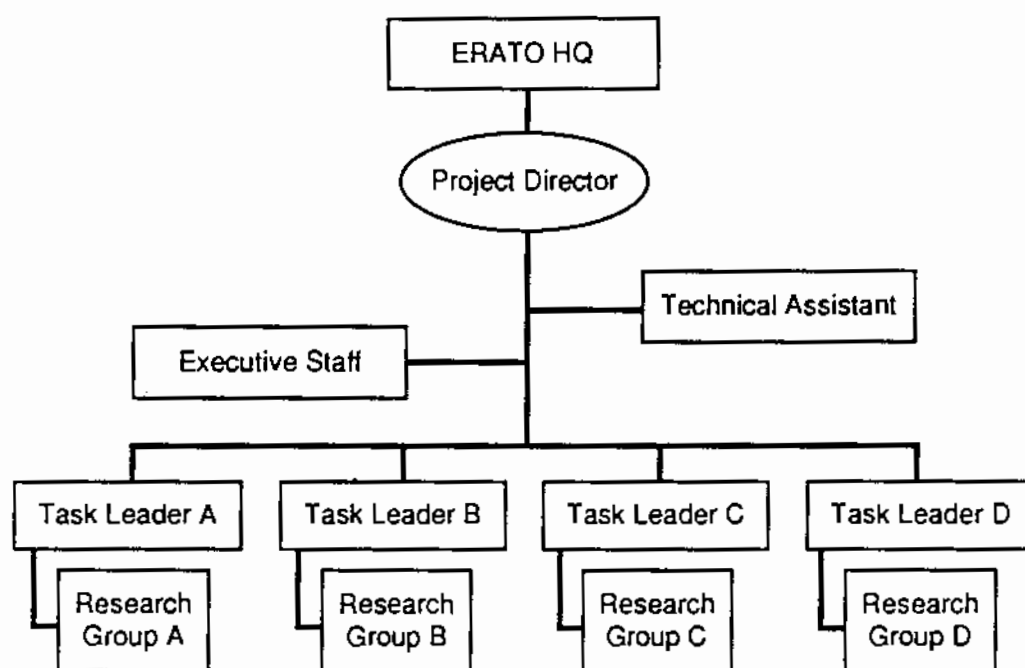 ERATO HQ
Project Director
Technical Assistant
Executive Staff
Task Leader A
Task Leader B
Task Leader C
Task Leader D
Research
Group A
Research
Group B
Research
Group C
Research
Group D